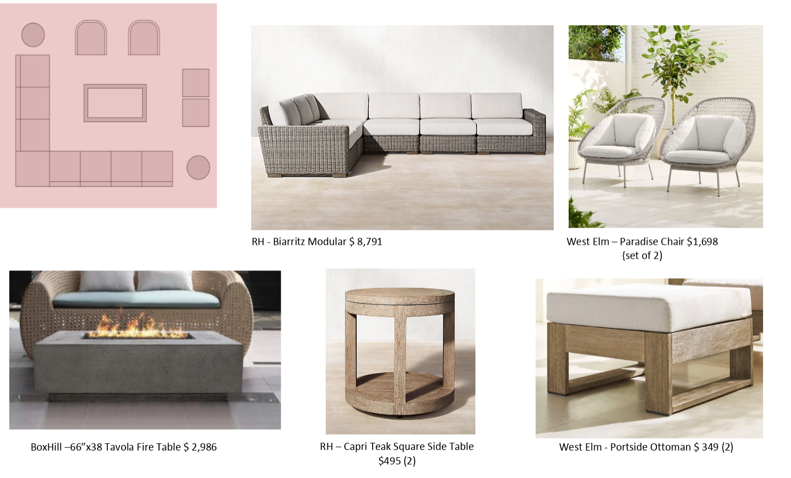 RH - Biarritz Modular $ 8,791
West Elm – Paradise Chair $1,698
(set of 2)
BoxHill –66”x38 Tavola Fire Table $ 2,986
RH – Capri Teak Square Side Table
$495 (2)
West Elm - Portside Ottoman $ 349 (2)